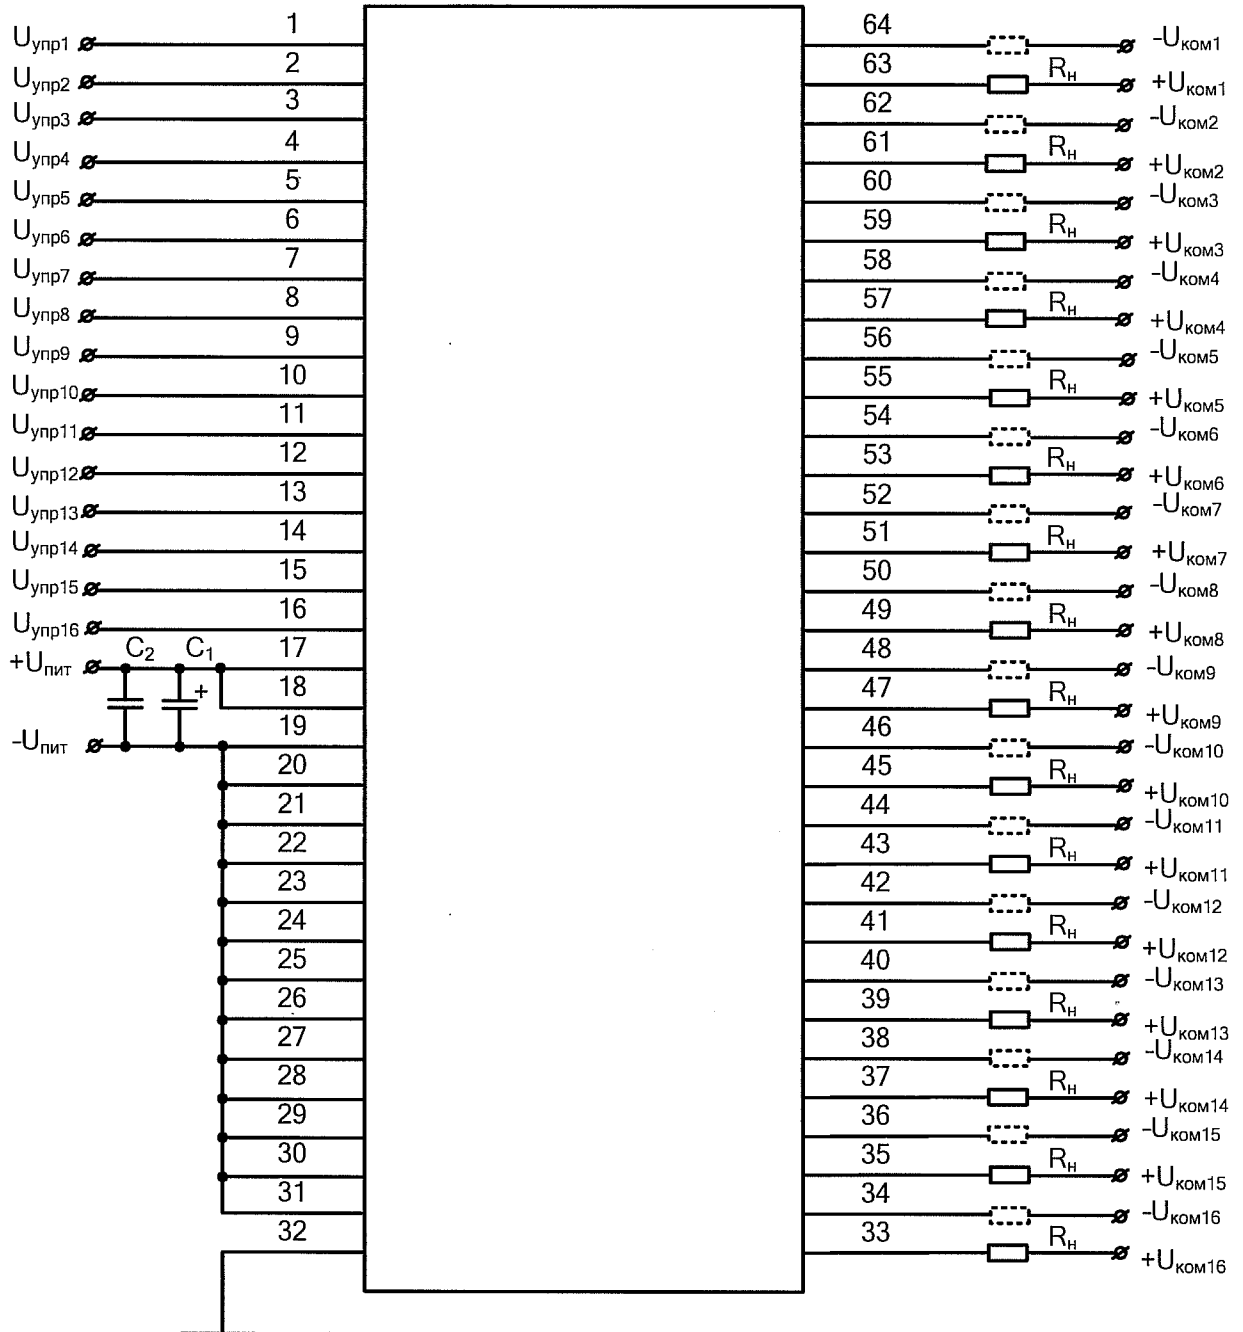 Uупр1 1 64 -Uком1
Uупр2 2 63 Rн +Uком1
Uупр3 3 62 -Uком2
Uупр4 4 61 Rн +Uком2
Uупр5 5 60 -Uком3
Uупр6 6 59 Rн +Uком3
Uупр7 7 58 -Uком4
Uупр8 8 57 Rн +Uком4
Uупр9 9 56 -Uком5
Uупр10 10 55 Rн +Uком5
Uупр11 11 54 -Uком6
Uупр12 12 53 Rн +Uком6
Uупр13 13 52 -Uком7
Uупр14 14 51 Rн +Uком7
Uупр15 15 50 -Uком8
Uупр16 16 49 Rн +Uком8
+Uпит C2 C1 17 48 -Uком9
+ 18 47 Rн +Uком9
-Uпит 19 46 -Uком10
20 45 Rн +Uком10
21 44 -Uком11
22 43 Rн +Uком11
23 42 -Uком12
24 41 Rн +Uком12
25 40 -Uком13
26 39 Rн +Uком13
27 38 -Uком14
28 37 Rн +Uком14
29 36 -Uком15
30 35 Rн +Uком15
31 34 -Uком16
32 33 Rн +Uком16